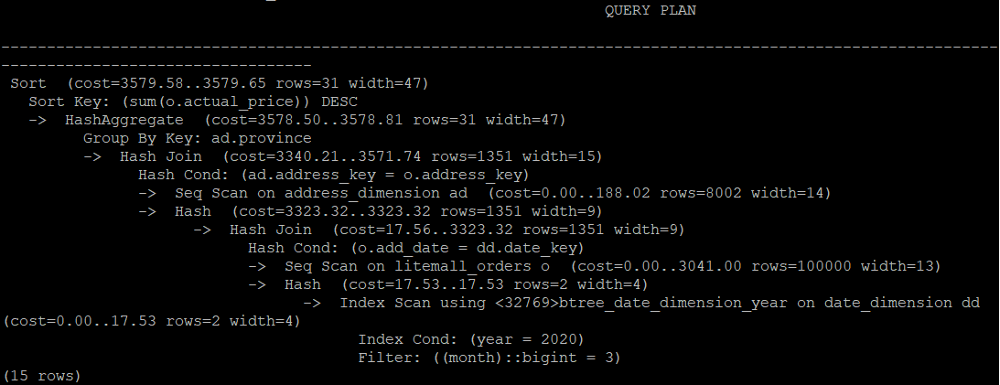 QUERY PLAN
-------------------------------------------------------------------------------------------------------------
----------------------------------
Sort  (cost=3579.58..3579.65 rows=31 width=47)
  Sort Key: (sum(o.actual_price)) DESC
  ->  HashAggregate  (cost=3578.50..3578.81 rows=31 width=47)
        Group By Key: ad.province
        ->  Hash Join  (cost=3340.21..3571.74 rows=1351 width=15)
              Hash Cond: (ad.address_key = o.address_key)
              ->  Seq Scan on address_dimension ad  (cost=0.00..188.02 rows=8002 width=14)
              ->  Hash  (cost=3323.32..3323.32 rows=1351 width=9)
                    ->  Hash Join  (cost=17.56..3323.32 rows=1351 width=9)
                          Hash Cond: (o.add_date = dd.date_key)
                          ->  Seq Scan on litemall_orders o  (cost=0.00..3041.00 rows=100000 width=13)
                          ->  Hash  (cost=17.53..17.53 rows=2 width=4)
                                ->  Index Scan using <32769>btree_date_dimension_year on date_dimension dd
(cost=0.00..17.53 rows=2 width=4)
                                      Index Cond: (year = 2020)
                                      Filter: ((month)::bigint = 3)
(15 rows)